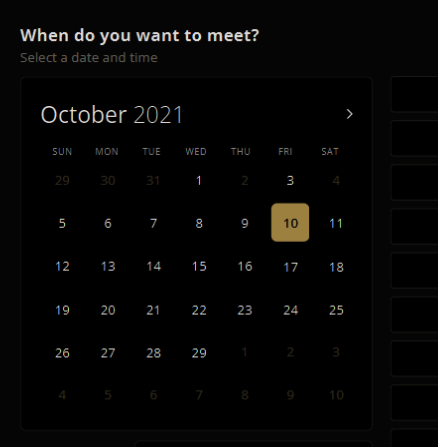 When do you want to meet?
Select a date and time
October 2021 >
SUN MON TUE WED THU FRI SAT
29 30 31 1 2 3 4
5 6 7 8 9 10 11
12 13 14 15 16 17 18
19 20 21 22 23 24 25
26 27 28 29 1 2 3
4 5 6 7 8 9 10